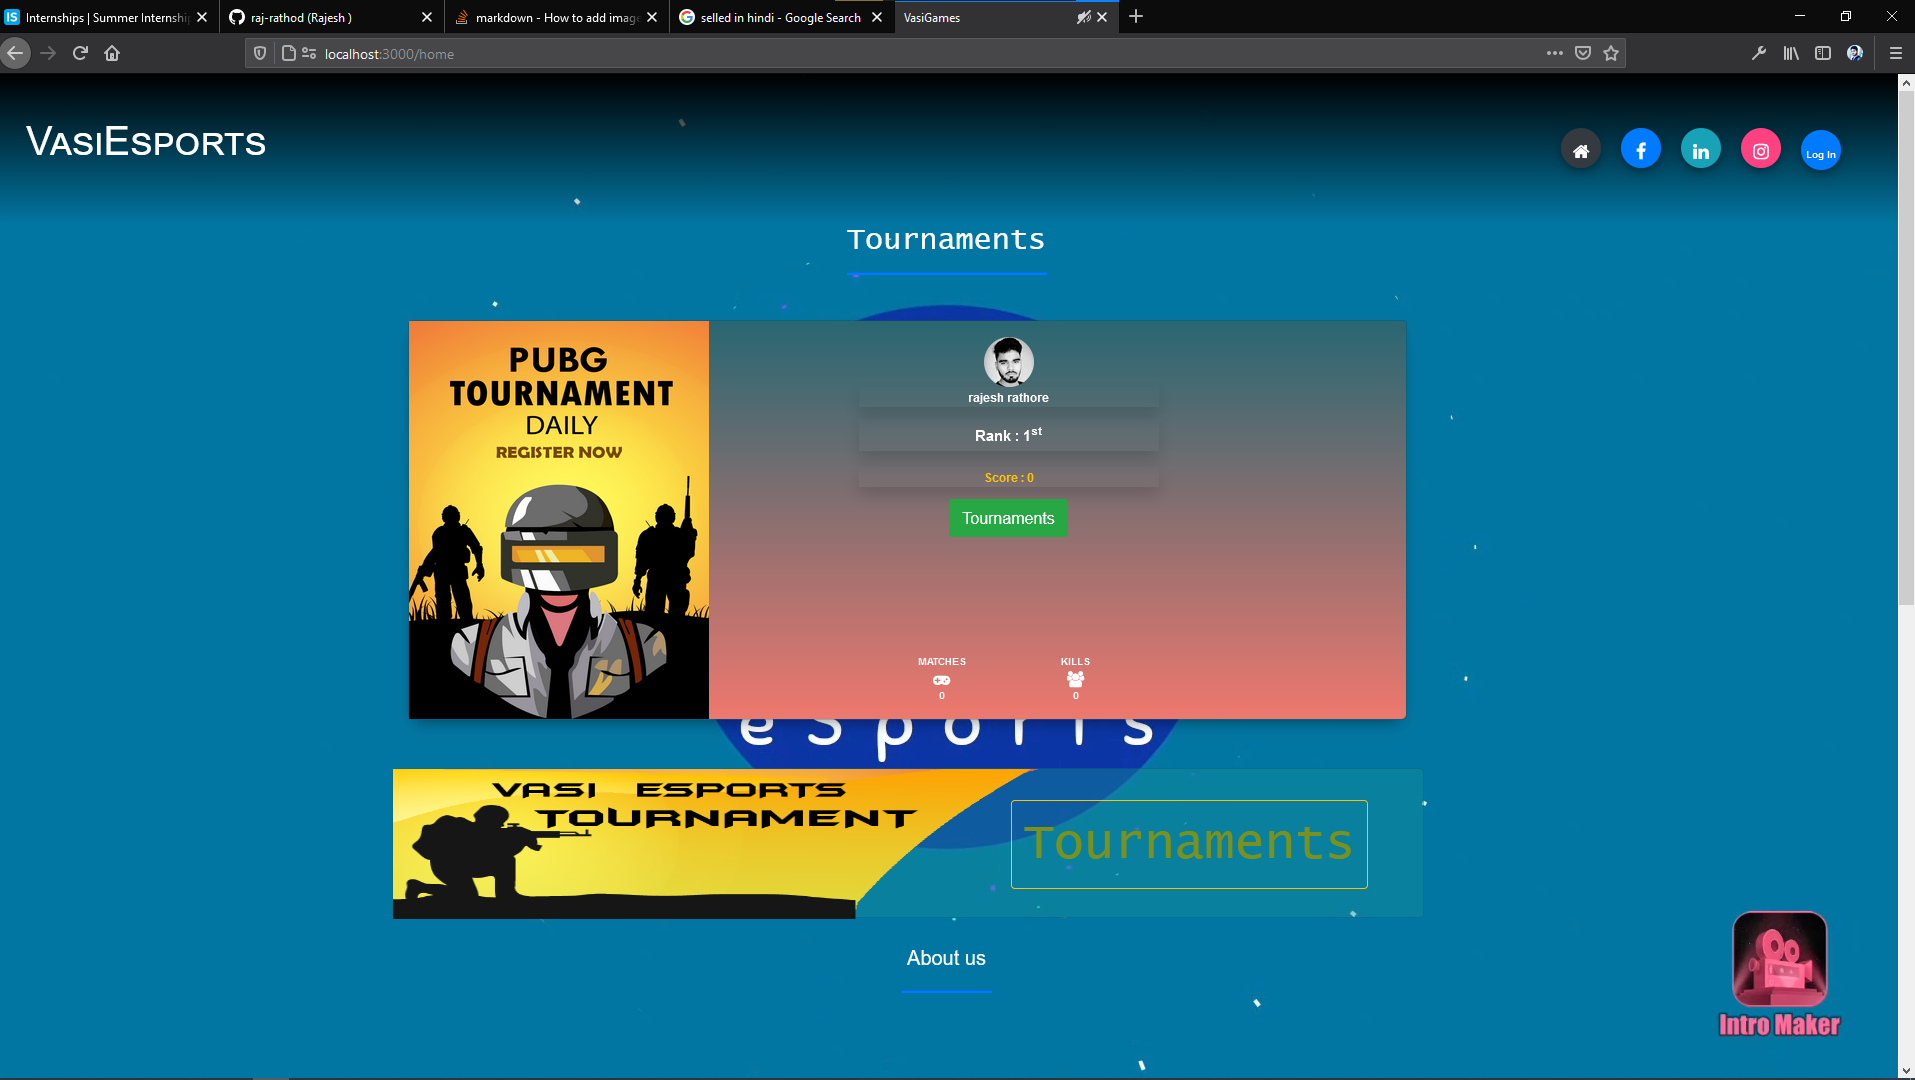 Internships | Summer Internshi
raj-rathod (Rajesh )
markdown - How to add image
selled in hindi - Google Search
VasiGames
localhost:3000/home
VasiEsports
Log In
Tournaments
PUBG
TOURNAMENT
DAILY
REGISTER NOW
rajesh rathore
Rank : 1st
Score : 0
Tournaments
MATCHES
KILLS
0
0
eSports
VASI ESPORTS
TOURNAMENT
Tournaments
About us
Intro Maker